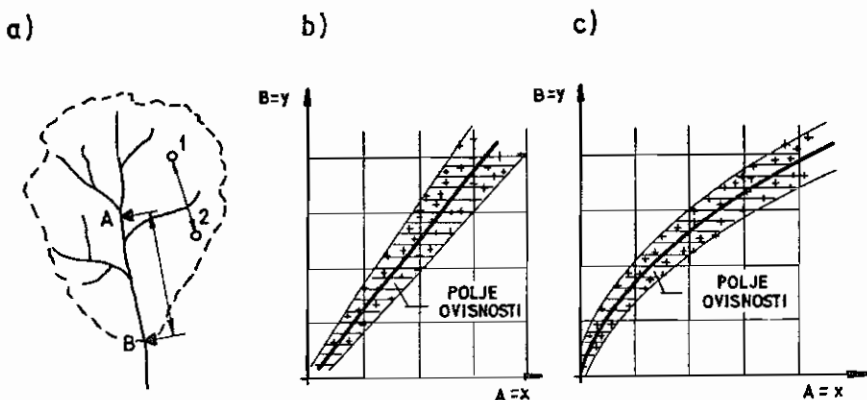 a)
1
A
2
B
b)
B=y
POLJE
OVISNOSTI
A=x
c)
B=y
POLJE
OVISNOSTI
A=x